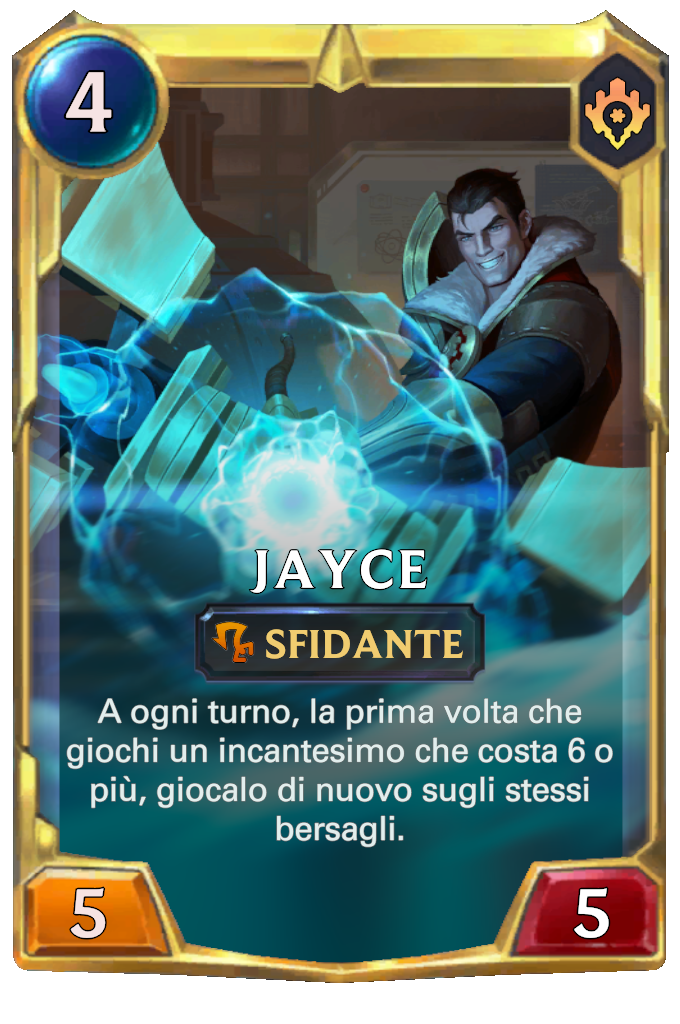 4
JAYCE
SFIDANTE
A ogni turno, la prima volta che
giochi un incantesimo che costa 6 o
più, giocalo di nuovo sugli stessi
bersagli.
5
5